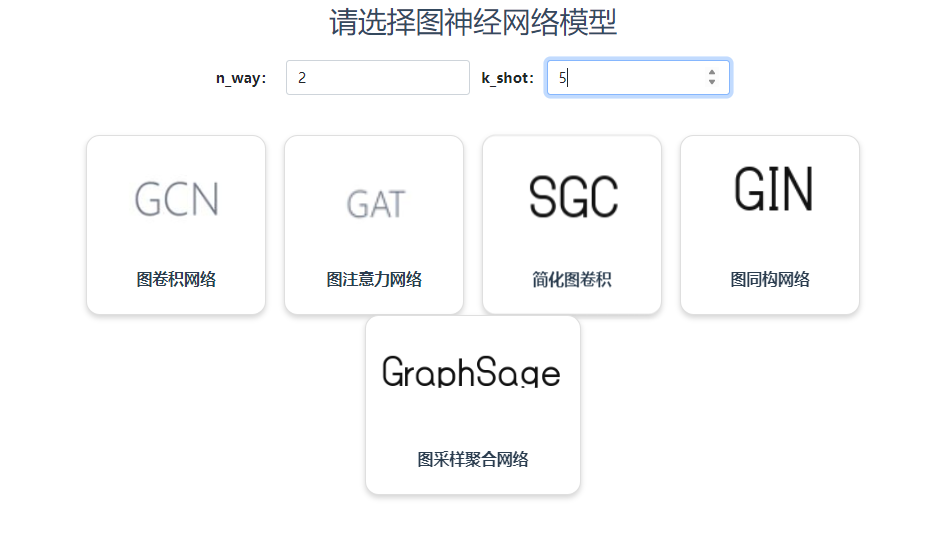 请选择图神经网络模型
n_way: 2 k_shot: 5
GCN GAT SGC GIN
图卷积网络 图注意力网络 简化图卷积 图同构网络
GraphSage
图采样聚合网络